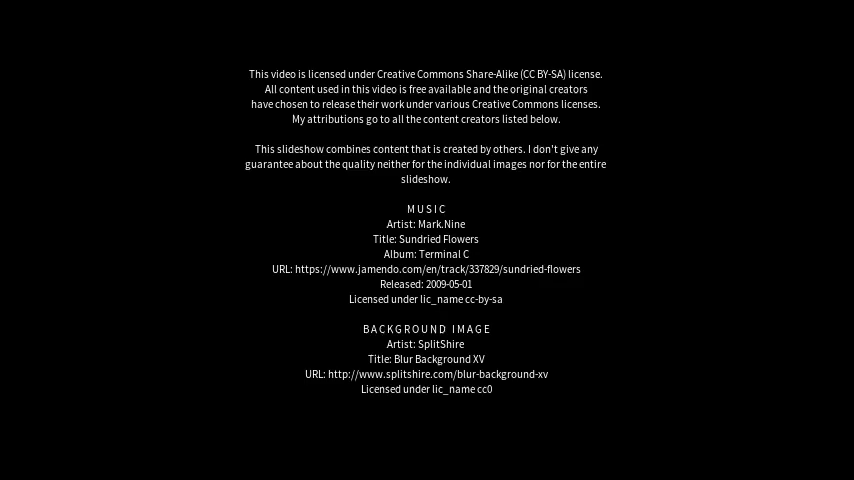 This video is licensed under Creative Commons Share-Alike (CC BY-SA) license.
All content used in this video is free available and the original creators
have chosen to release their work under various Creative Commons licenses.
My attributions go to all the content creators listed below.
This slideshow combines content that is created by others. I don't give any
guarantee about the quality neither for the individual images nor for the entire
slideshow.
MUSIC
Artist: Mark.Nine
Title: Sundried Flowers
Album: Terminal C
URL: https://www.jamendo.com/en/track/337829/sundried-flowers
Released: 2009-05-01
Licensed under lic_name cc-by-sa
BACKGROUND IMAGE
Artist: SplitShire
Title: Blur Background XV
URL: http://www.splitshire.com/blur-background-xv
Licensed under lic_name cc0